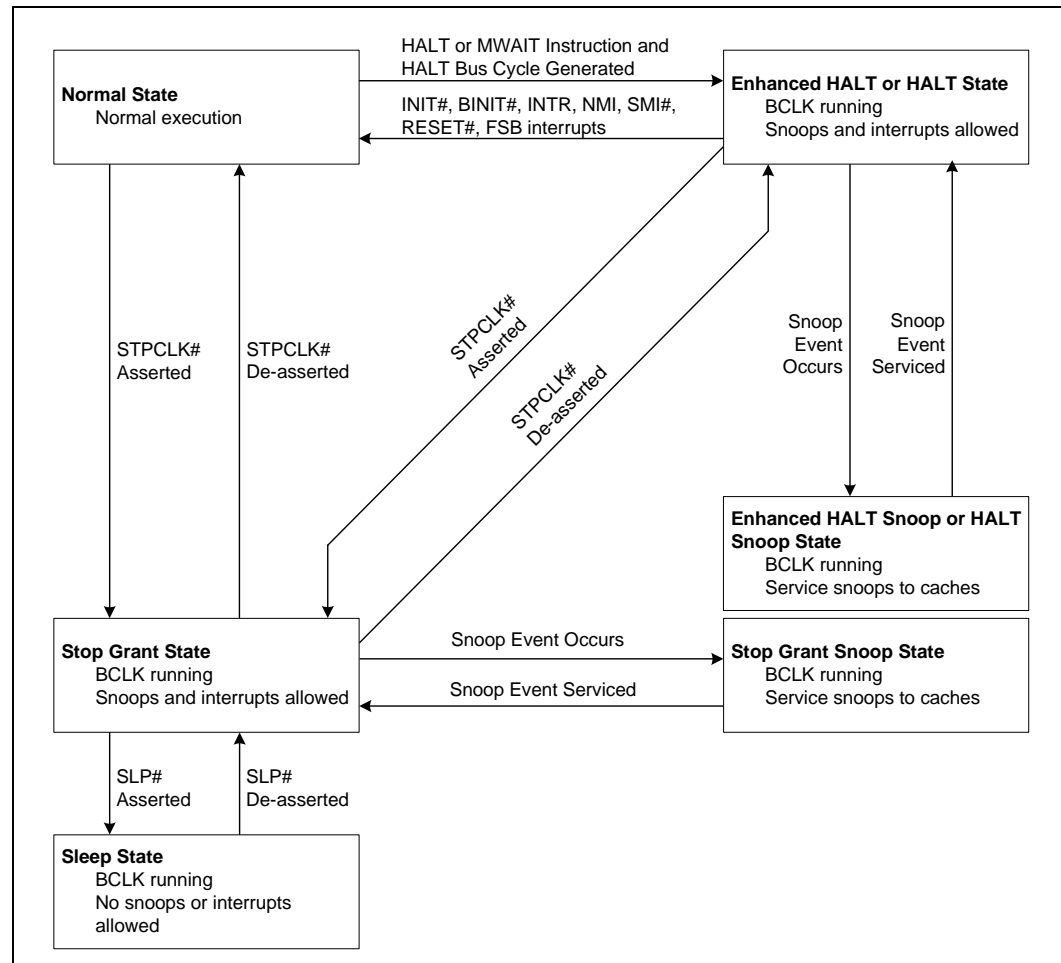 HALT or MWAIT Instruction and
HALT Bus Cycle Generated
Normal State
Normal execution
INIT#, BINIT#, INTR, NMI, SMI#,
RESET#, FSB interrupts
Enhanced HALT or HALT State
BCLK running
Snoops and interrupts allowed
STPCLK#
Asserted
STPCLK#
De-asserted
STPCLK#
Asserted
STPCLK#
De-asserted
Snoop
Event
Occurs
Snoop
Event
Serviced
Enhanced HALT Snoop or HALT
Snoop State
BCLK running
Service snoops to caches
Stop Grant State
BCLK running
Snoops and interrupts allowed
Snoop Event Occurs
Snoop Event Serviced
Stop Grant Snoop State
BCLK running
Service snoops to caches
SLP#
Asserted
SLP#
De-asserted
Sleep State
BCLK running
No snoops or interrupts
allowed